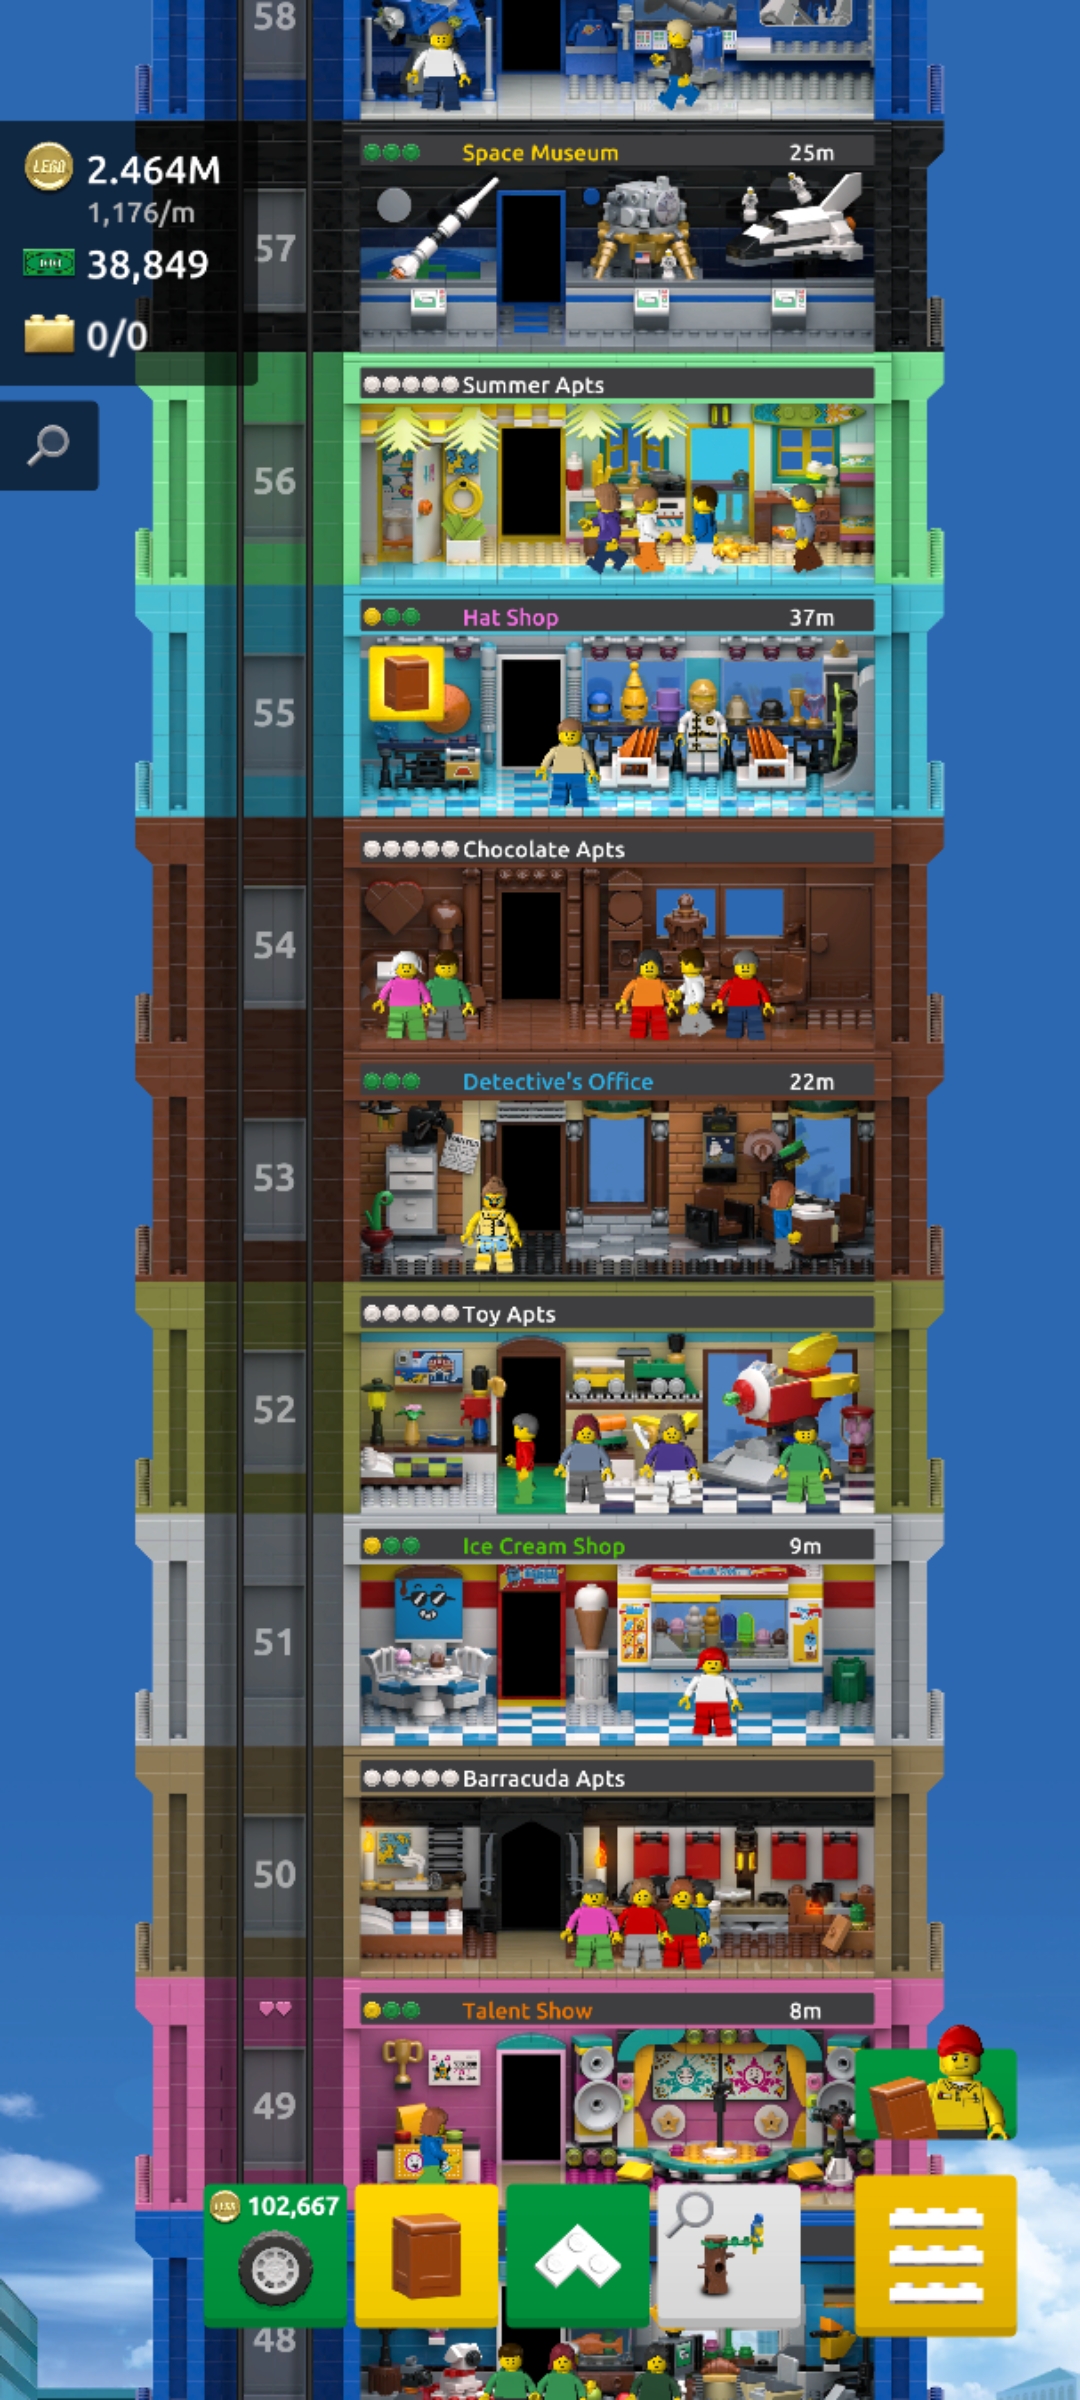 58
LEGO 2.464M
1,176/m
38,849
0/0
Space Museum 25m
57
Summer Apts
56
Hat Shop 37m
55
Chocolate Apts
54
Detective's Office 22m
53
Toy Apts
52
Ice Cream Shop 9m
51
Barracuda Apts
50
Talent Show 8m
49
102,667
48